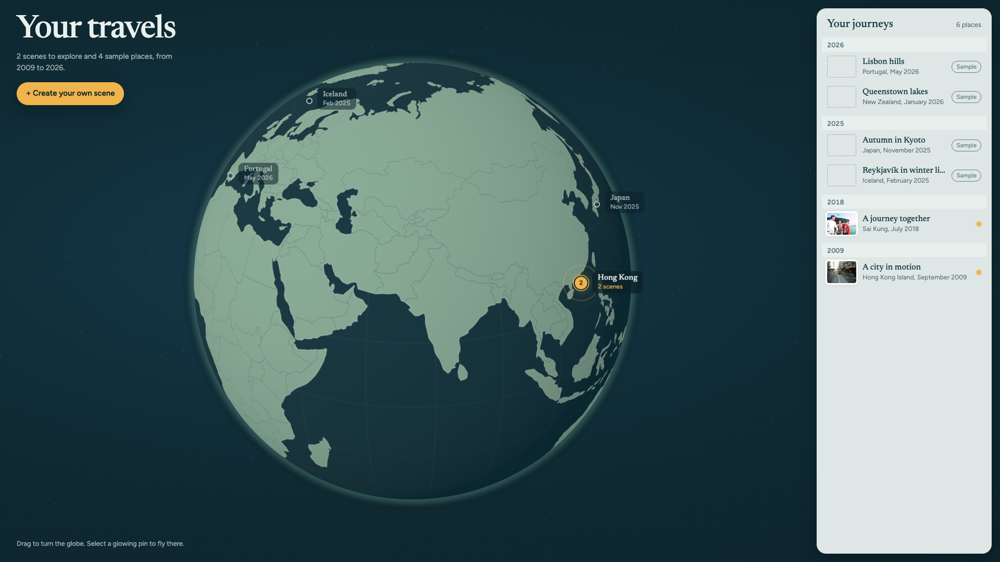 Your travels
2 scenes to explore and 4 sample places, from
2009 to 2026.
+ Create your own scene
Iceland
Feb 2025
Portugal
May 2026
Japan
Nov 2025
2
Hong Kong
2 scenes
Drag to turn the globe. Select a glowing pin to fly there.
Your journeys
6 places
2026
Lisbon hills
Portugal, May 2026
Sample
Queenstown lakes
New Zealand, January 2026
Sample
2025
Autumn in Kyoto
Japan, November 2025
Sample
Reykjavík in winter li...
Iceland, February 2025
Sample
2018
A journey together
Sai Kung, July 2018
2009
A city in motion
Hong Kong Island, September 2009